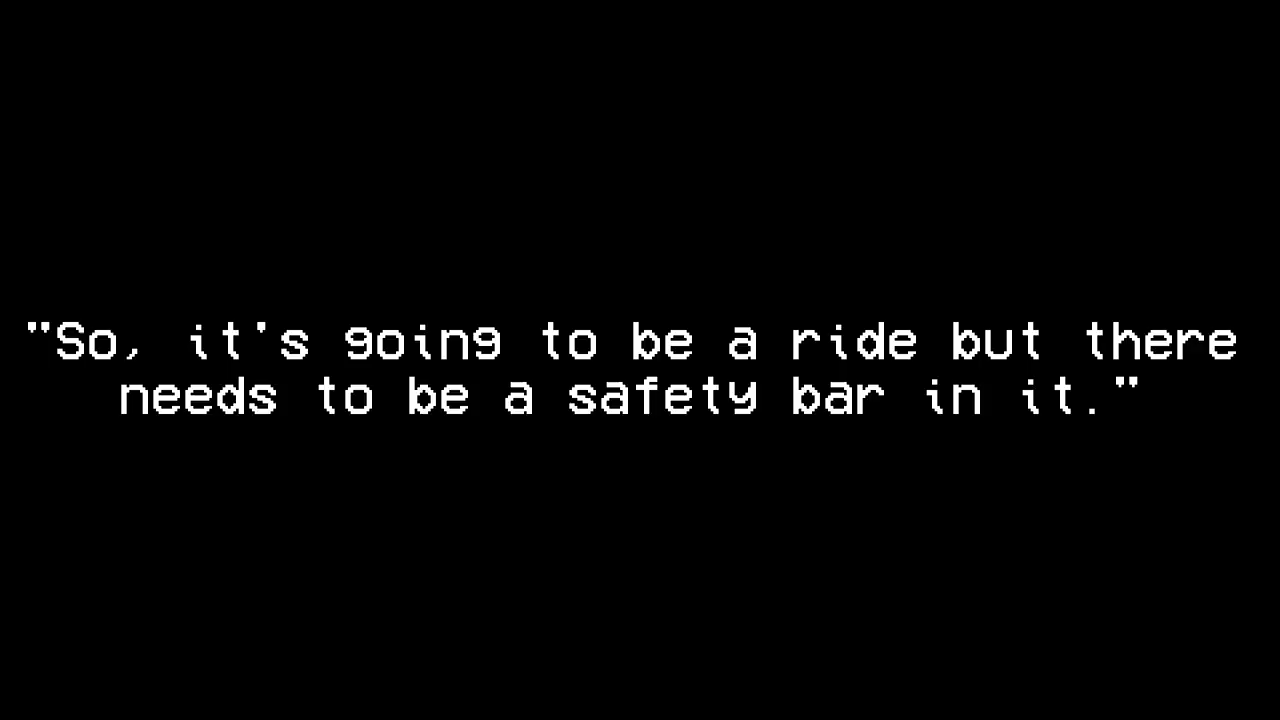 "So, it's going to be a ride but there
needs to be a safety bar in it."